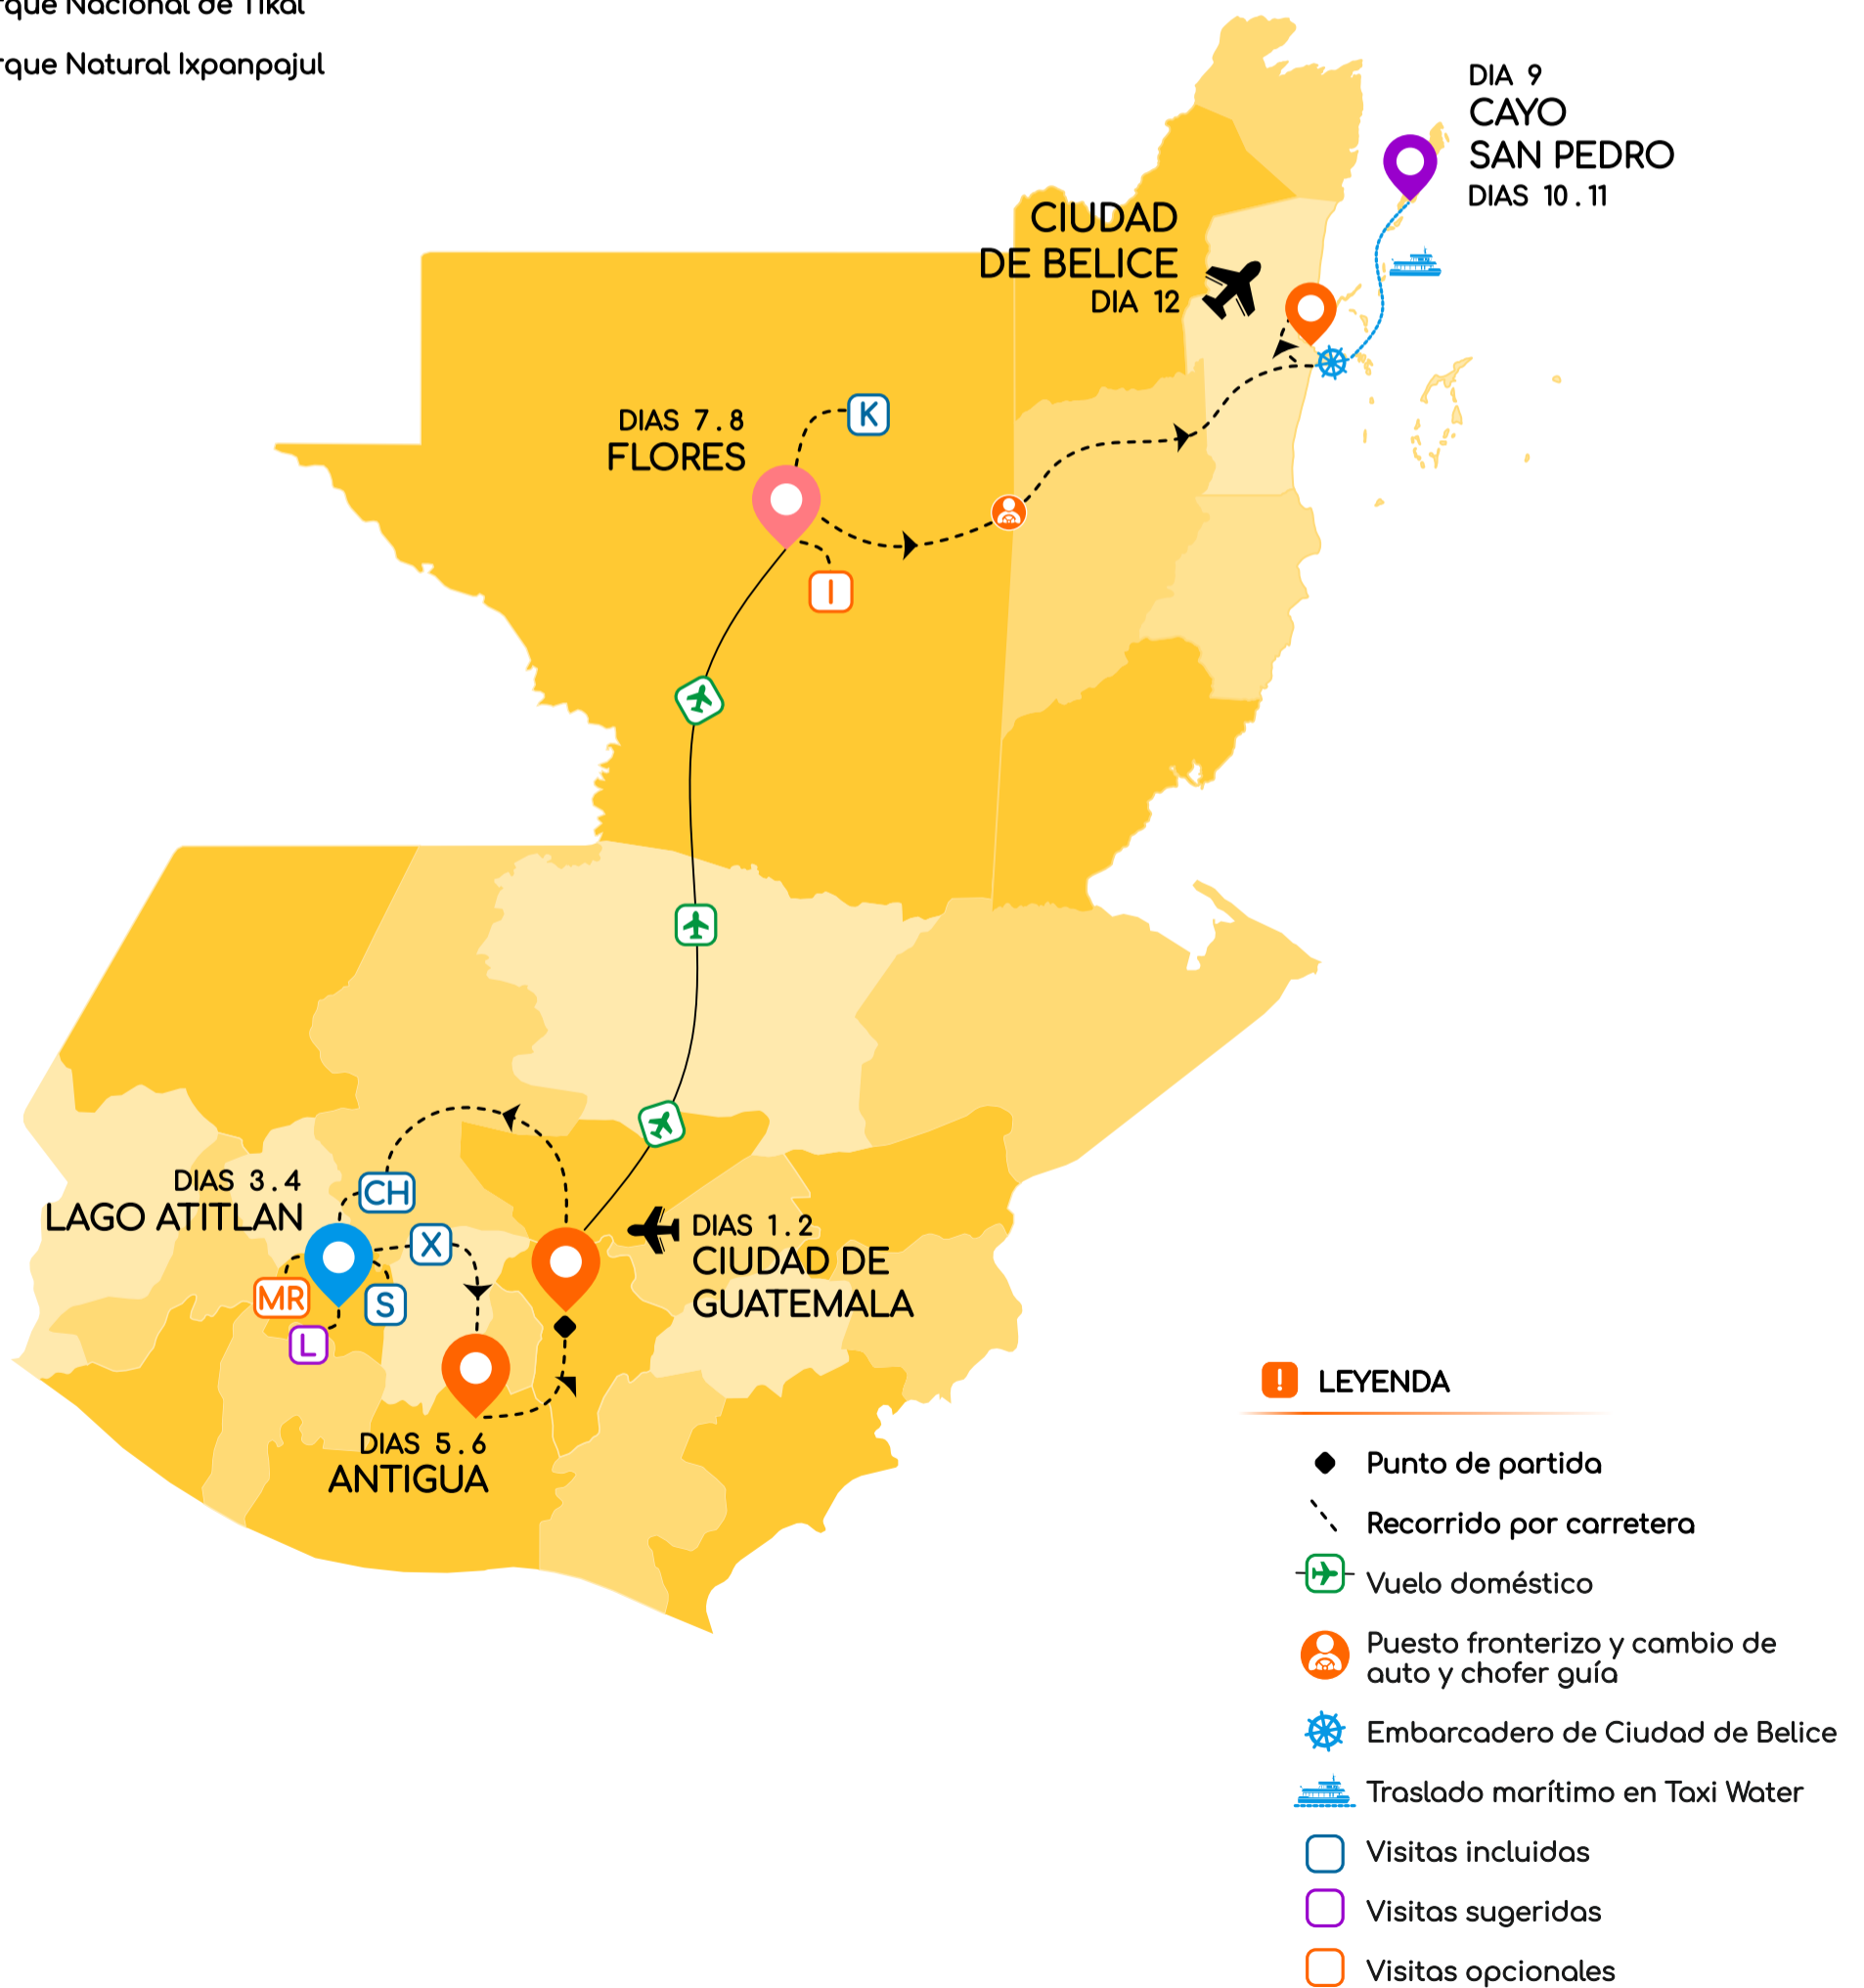 rque Nacional de Tikal
rque Natural Ixpanpajul
DIA 9
CAYO
SAN PEDRO
DIAS 10 . 11
CIUDAD
DE BELICE
DIA 12
K
DIAS 7 . 8
FLORES
I
DIAS 3 . 4
LAGO ATITLAN
CH
X
MR
S
L
DIAS 1 . 2
CIUDAD DE
GUATEMALA
DIAS 5 . 6
ANTIGUA
! LEYENDA
Punto de partida
Recorrido por carretera
Vuelo doméstico
Puesto fronterizo y cambio de
auto y chofer guía
Embarcadero de Ciudad de Belice
Traslado marítimo en Taxi Water
Visitas incluidas
Visitas sugeridas
Visitas opcionales